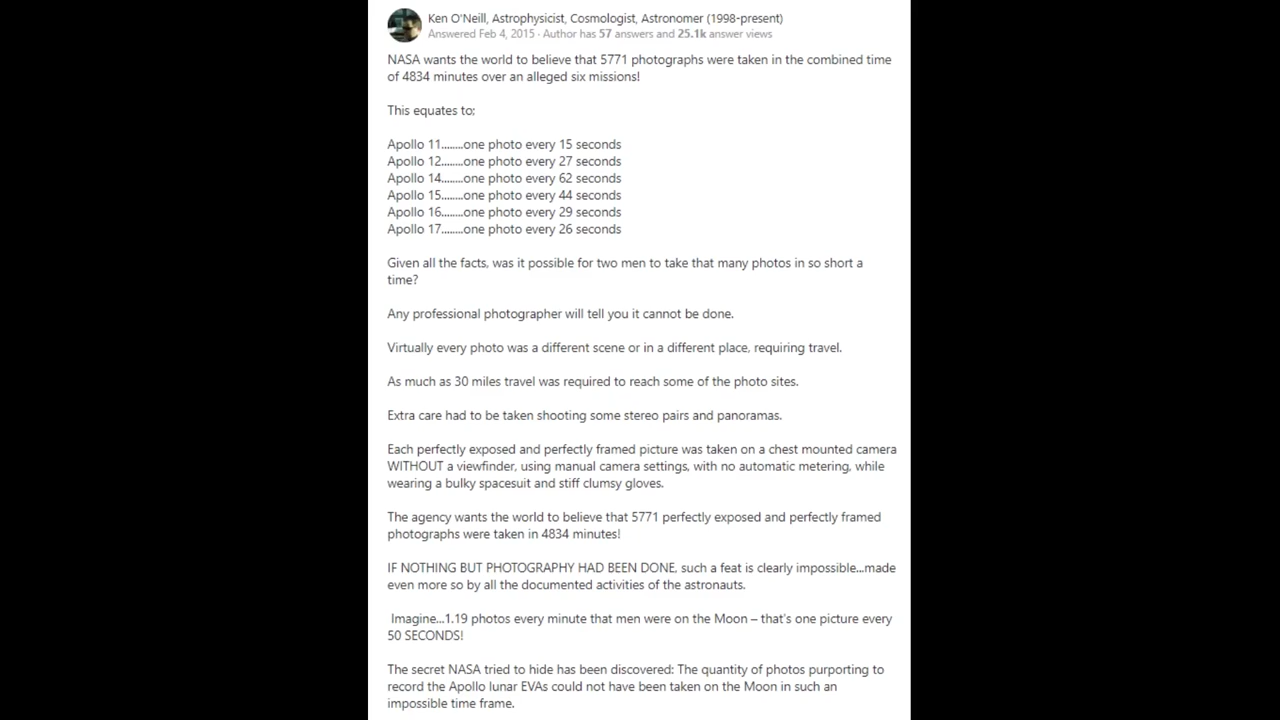 Ken O'Neill, Astrophysicist, Cosmologist, Astronomer (1998-present)
Answered Feb 4, 2015 · Author has 57 answers and 25.1k answer views
NASA wants the world to believe that 5771 photographs were taken in the combined time
of 4834 minutes over an alleged six missions!
This equates to;
Apollo 11........one photo every 15 seconds
Apollo 12........one photo every 27 seconds
Apollo 14........one photo every 62 seconds
Apollo 15........one photo every 44 seconds
Apollo 16........one photo every 29 seconds
Apollo 17........one photo every 26 seconds
Given all the facts, was it possible for two men to take that many photos in so short a
time?
Any professional photographer will tell you it cannot be done.
Virtually every photo was a different scene or in a different place, requiring travel.
As much as 30 miles travel was required to reach some of the photo sites.
Extra care had to be taken shooting some stereo pairs and panoramas.
Each perfectly exposed and perfectly framed picture was taken on a chest mounted camera
WITHOUT a viewfinder, using manual camera settings, with no automatic metering, while
wearing a bulky spacesuit and stiff clumsy gloves.
The agency wants the world to believe that 5771 perfectly exposed and perfectly framed
photographs were taken in 4834 minutes!
IF NOTHING BUT PHOTOGRAPHY HAD BEEN DONE, such a feat is clearly impossible...made
even more so by all the documented activities of the astronauts.
Imagine...1.19 photos every minute that men were on the Moon – that's one picture every
50 SECONDS!
The secret NASA tried to hide has been discovered: The quantity of photos purporting to
record the Apollo lunar EVAs could not have been taken on the Moon in such an
impossible time frame.